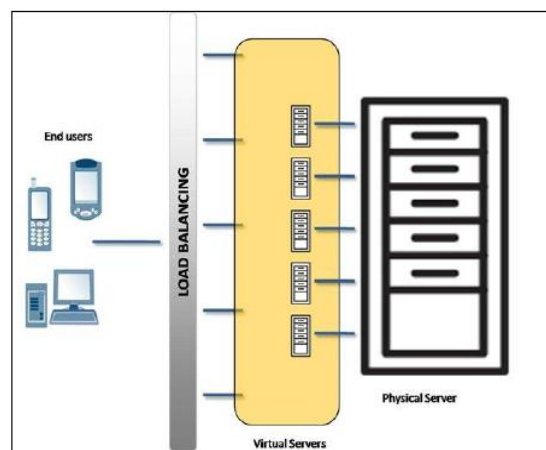 End users
LOAD BALANCING
Virtual Servers
Physical Server